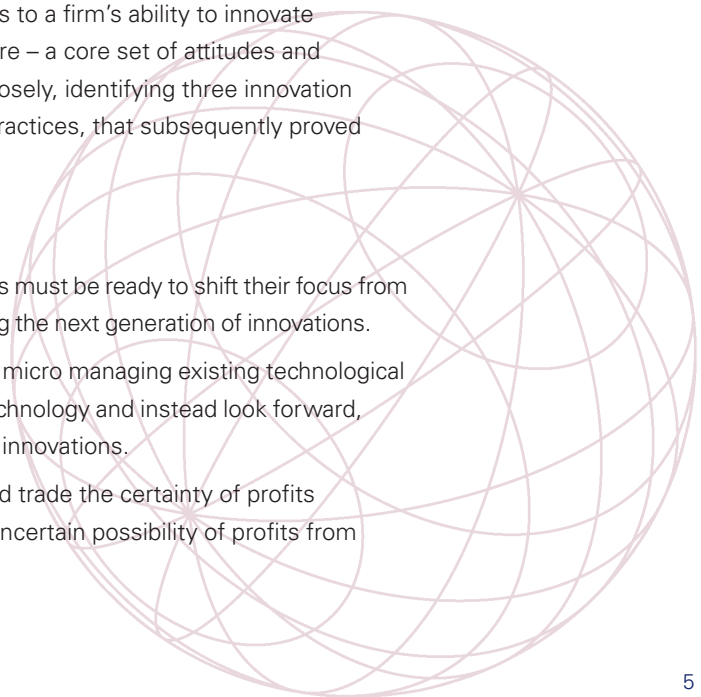 s to a firm’s ability to innovate
re – a core set of attitudes and
osely, identifying three innovation
ractices, that subsequently proved
s must be ready to shift their focus from
g the next generation of innovations.
micro managing existing technological
chnology and instead look forward,
innovations.
d trade the certainty of profits
ncertain possibility of profits from
5